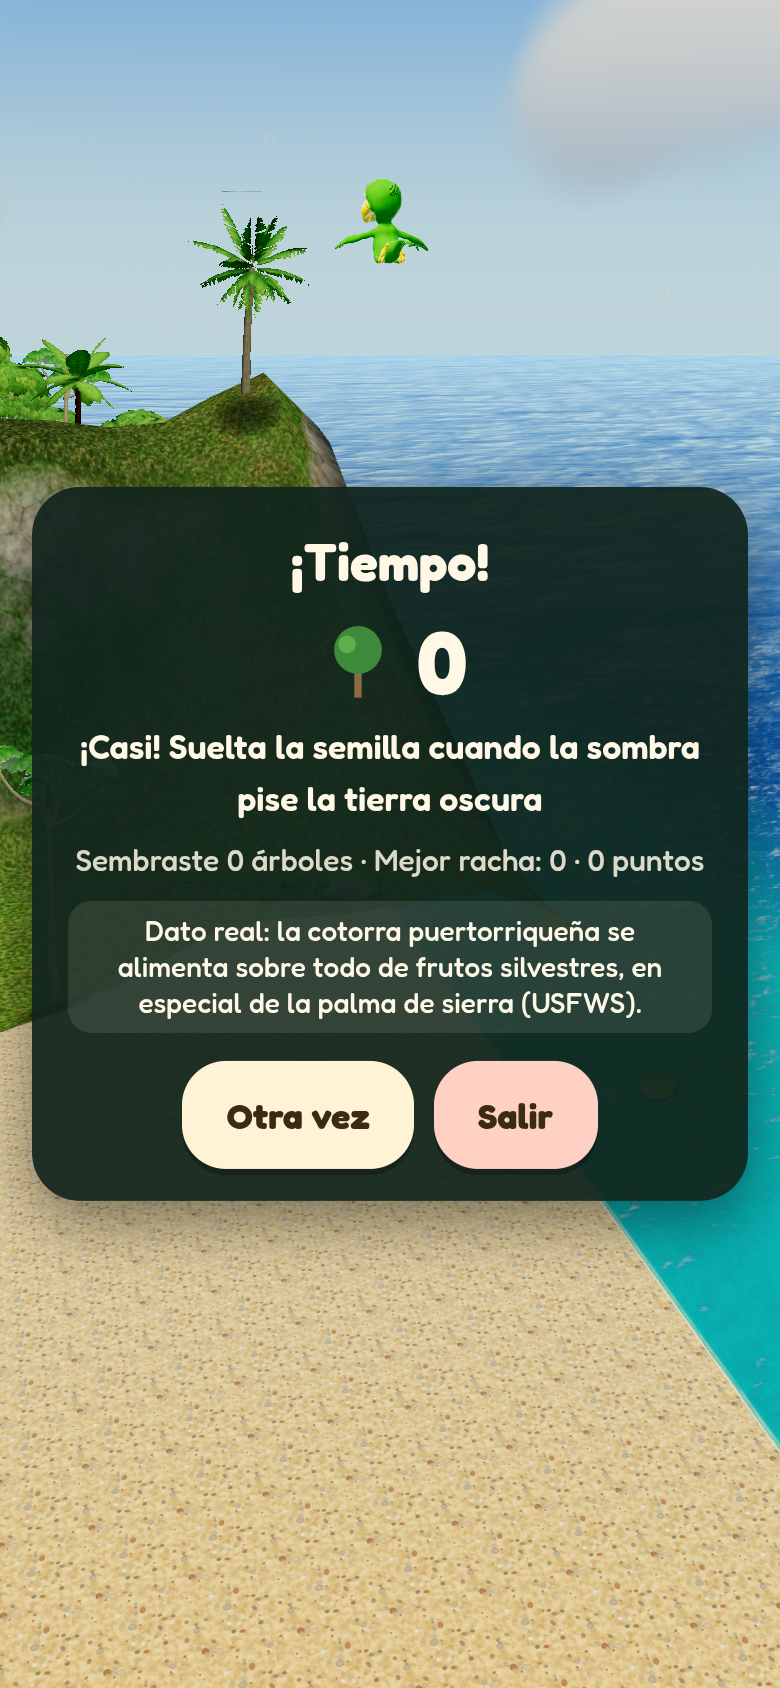 ¡Tiempo!
0
¡Casi! Suelta la semilla cuando la sombra
pise la tierra oscura
Sembraste 0 árboles · Mejor racha: 0 · 0 puntos
Dato real: la cotorra puertorriqueña se
alimenta sobre todo de frutos silvestres, en
especial de la palma de sierra (USFWS).
Otra vez
Salir